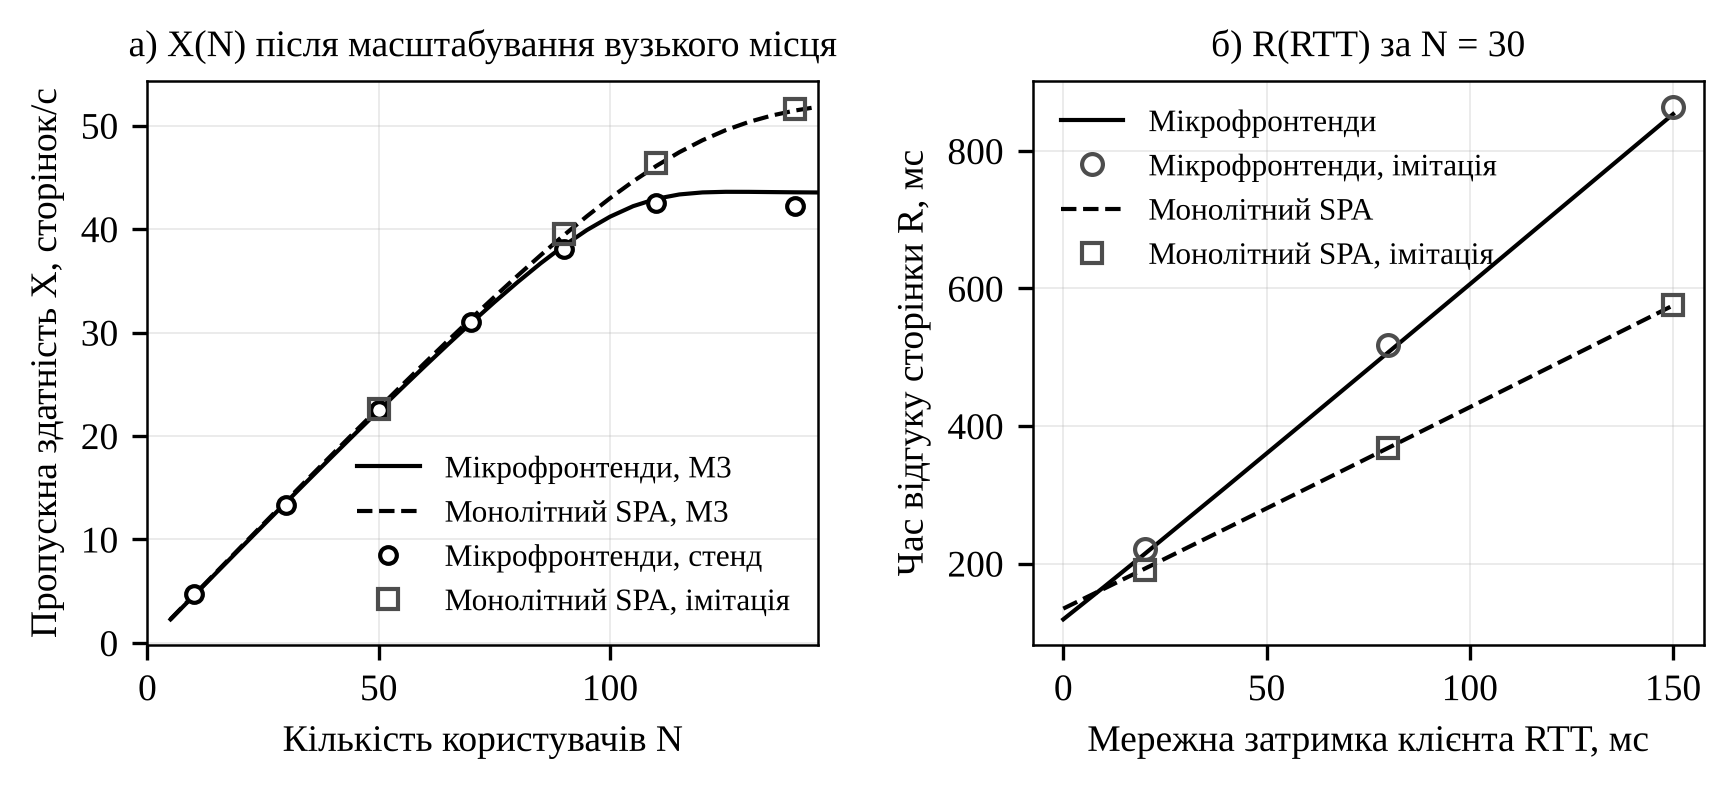 а) X(N) після масштабування вузького місця
Пропускна здатність X, сторінок/с
50
40
30
20
10
0
Мікрофронтенди, М3
Монолітний SPA, М3
Мікрофронтенди, стенд
Монолітний SPA, імітація
0 50 100
Кількість користувачів N
б) R(RTT) за N = 30
Час відгуку сторінки R, мс
800
600
400
200
Мікрофронтенди
Мікрофронтенди, імітація
Монолітний SPA
Монолітний SPA, імітація
0 50 100 150
Мережна затримка клієнта RTT, мс